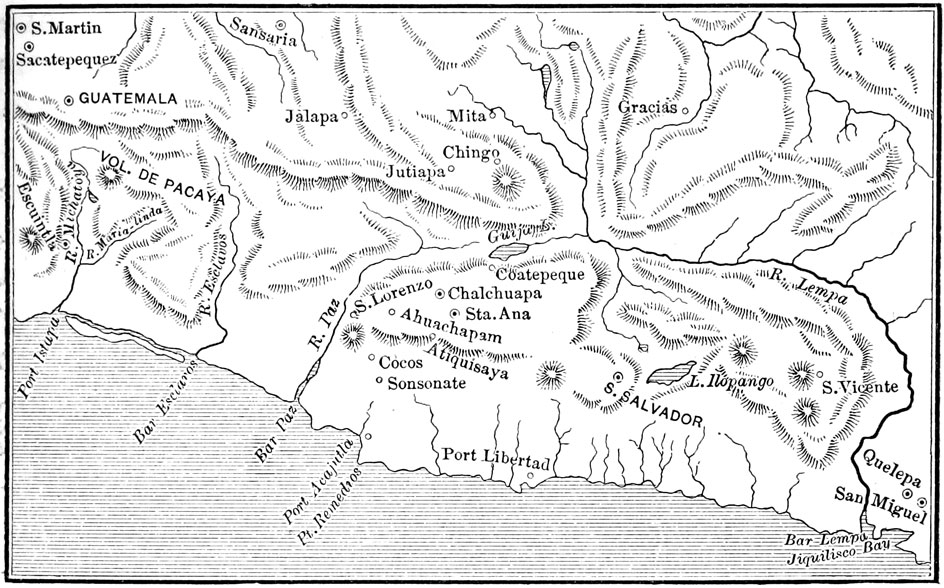 S. Martin
Sacatepequez
Sansaria
GUATEMALA
Jalapa
Mita
Gracias
Chingo
Jutiapa
VOL. DE PACAYA
Escuintla
R. Michatoya
R. Maria-linda
R. Esclavos
Guija L.
Coatepeque
R. Lempa
S. Lorenzo
Chalchuapa
Sta. Ana
Ahuachapam
Atiquisaya
R. Paz
Cocos
Sonsonate
L. Ilopango
S. Vicente
S. SALVADOR
Port Istapa
Bar Esclavos
Bar Paz
Port Acajutla
Pt. Remedios
Port Libertad
Quelepa
San Miguel
Bar Lempa
Jiquilisco Bay